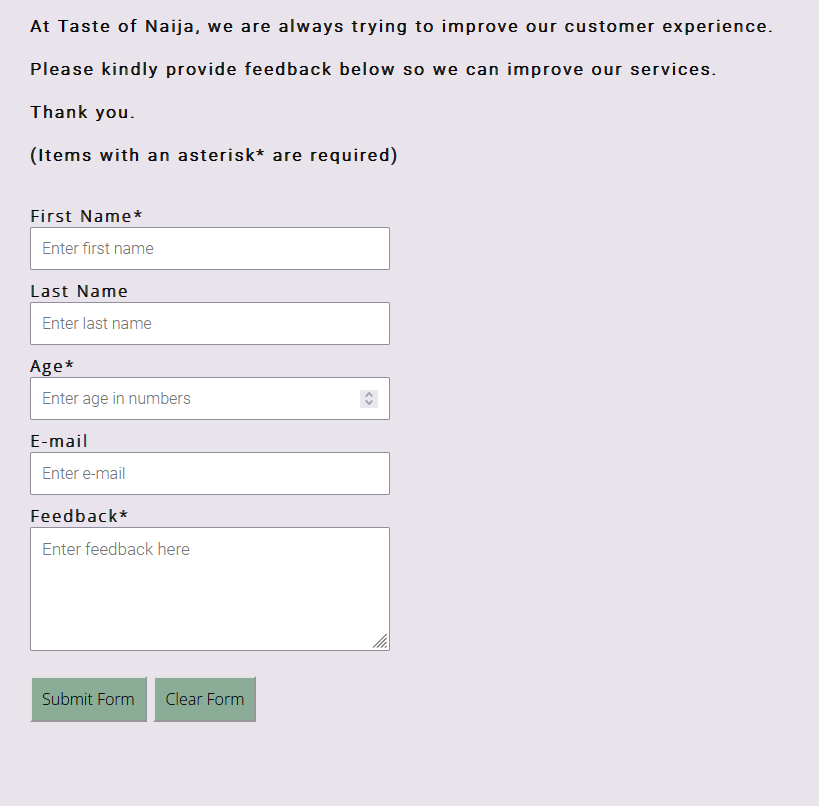 At Taste of Naija, we are always trying to improve our customer experience.
Please kindly provide feedback below so we can improve our services.
Thank you.
(Items with an asterisk* are required)
First Name*
Enter first name
Last Name
Enter last name
Age*
Enter age in numbers
E-mail
Enter e-mail
Feedback*
Enter feedback here
Submit Form Clear Form